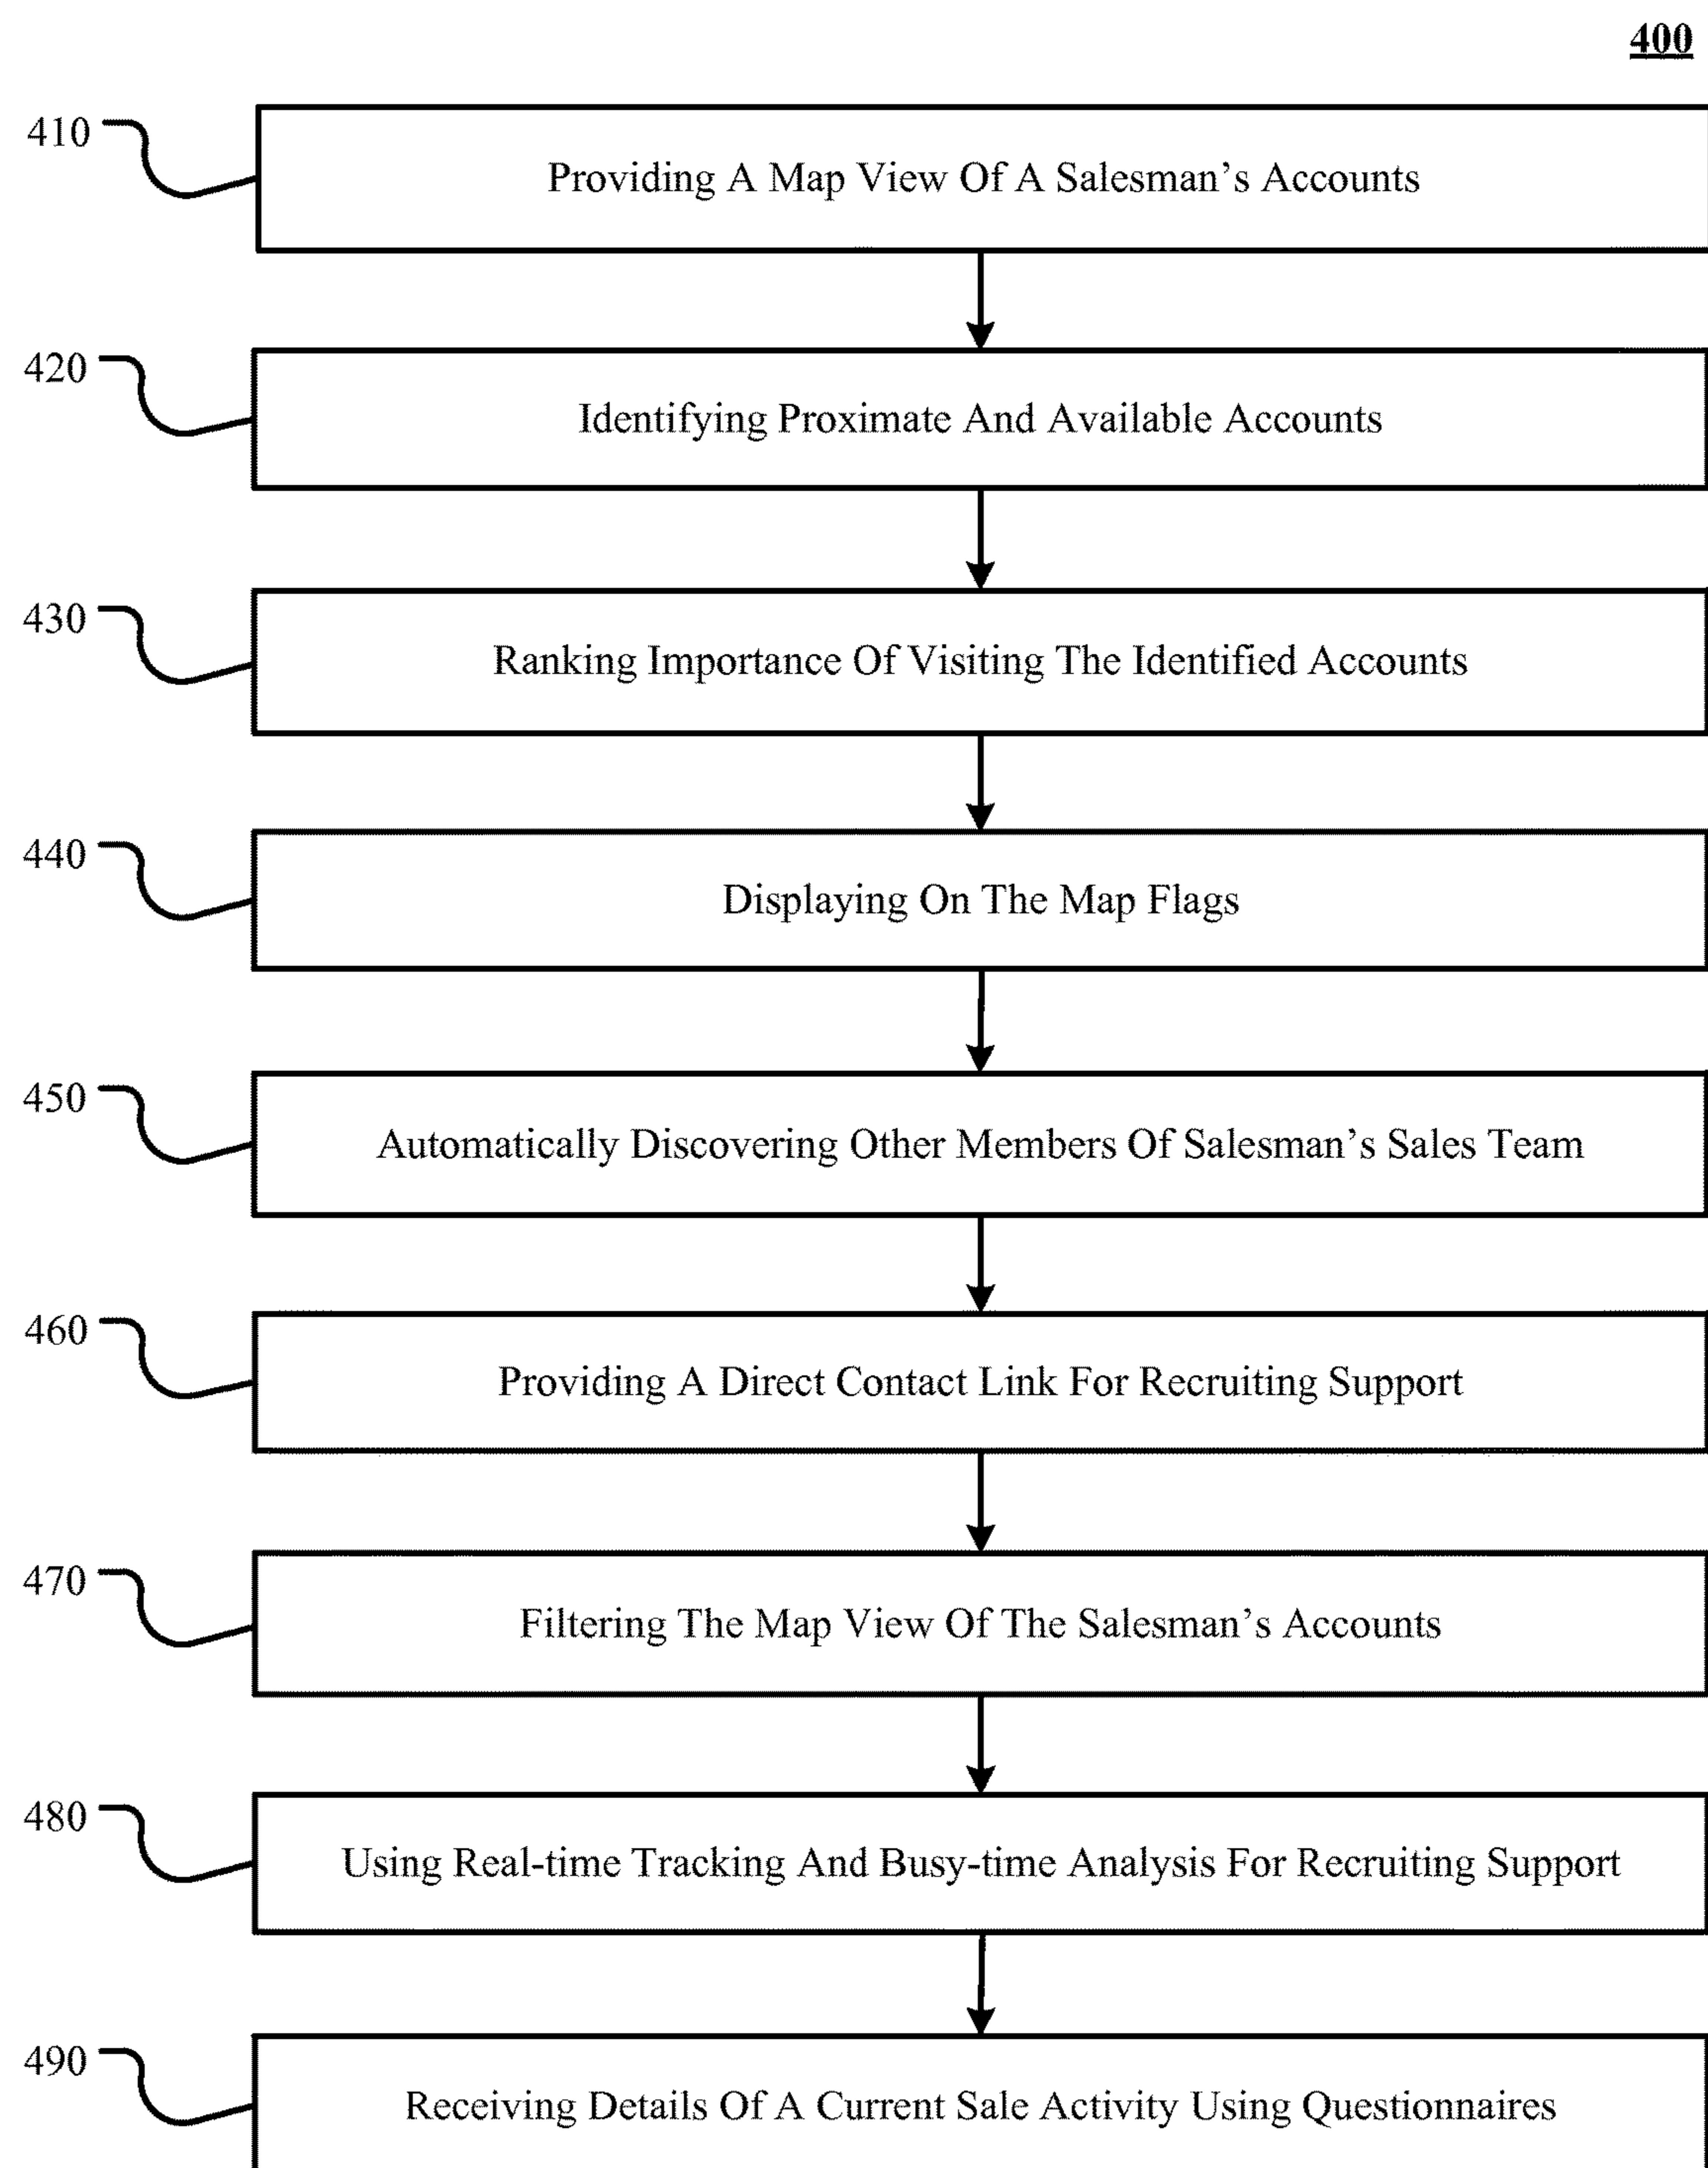 400
410
Providing A Map View Of A Salesman's Accounts
420
Identifying Proximate And Available Accounts
430
Ranking Importance Of Visiting The Identified Accounts
440
Displaying On The Map Flags
450
Automatically Discovering Other Members Of Salesman's Sales Team
460
Providing A Direct Contact Link For Recruiting Support
470
Filtering The Map View Of The Salesman's Accounts
480
Using Real-time Tracking And Busy-time Analysis For Recruiting Support
490
Receiving Details Of A Current Sale Activity Using Questionnaires